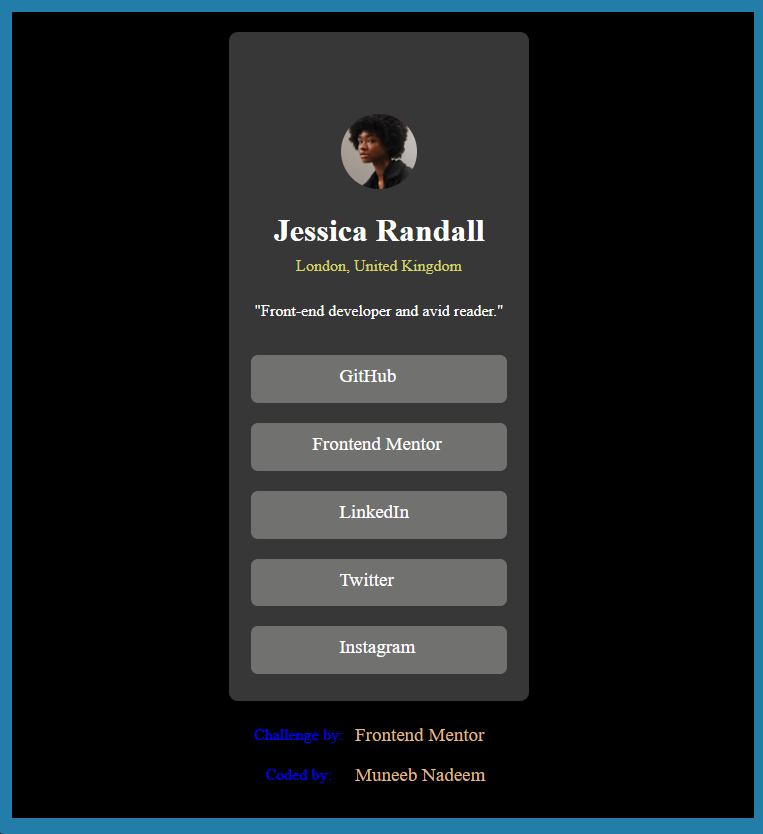 Jessica Randall
London, United Kingdom
"Front-end developer and avid reader."
GitHub
Frontend Mentor
LinkedIn
Twitter
Instagram
Challenge by: Frontend Mentor
Coded by: Muneeb Nadeem